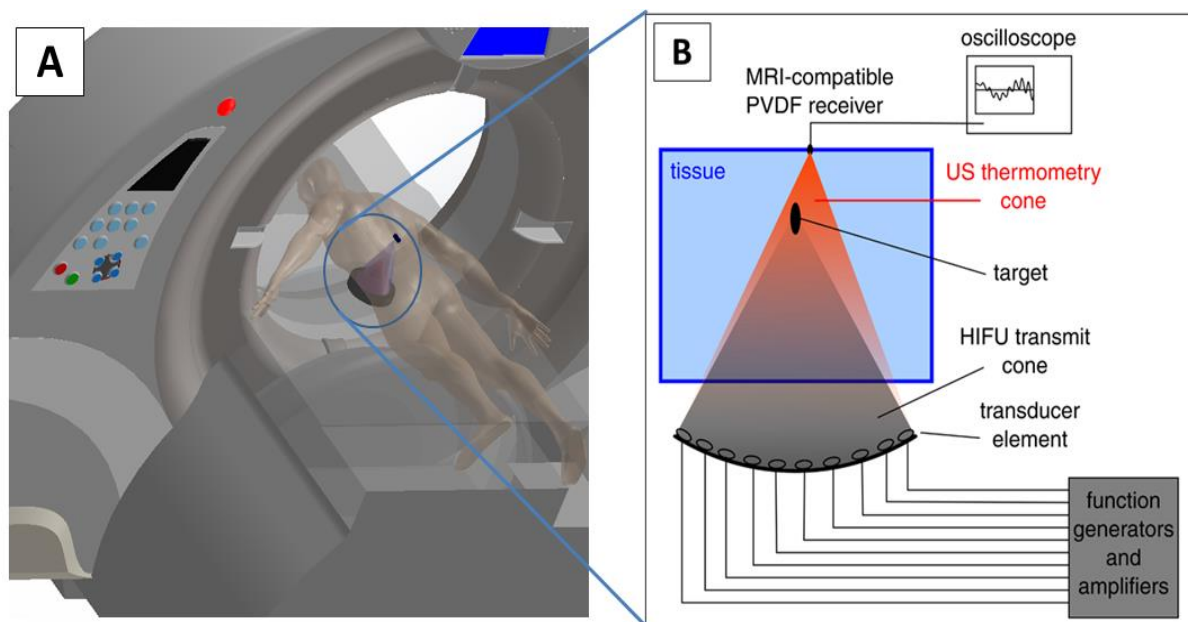 A
B
oscilloscope
MRI-compatible
PVDF receiver
tissue
US thermometry
cone
target
HIFU transmit
cone
transducer
element
function
generators
and
amplifiers